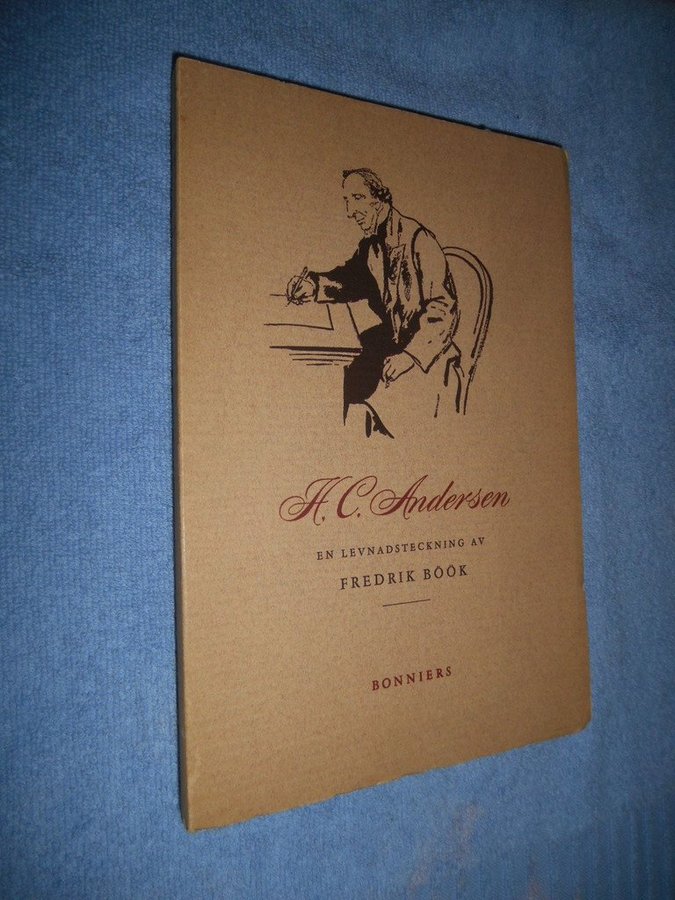 H. C. Andersen
EN LEVNADSTECKNING AV
FREDRIK BÖÖK
BONNIERS